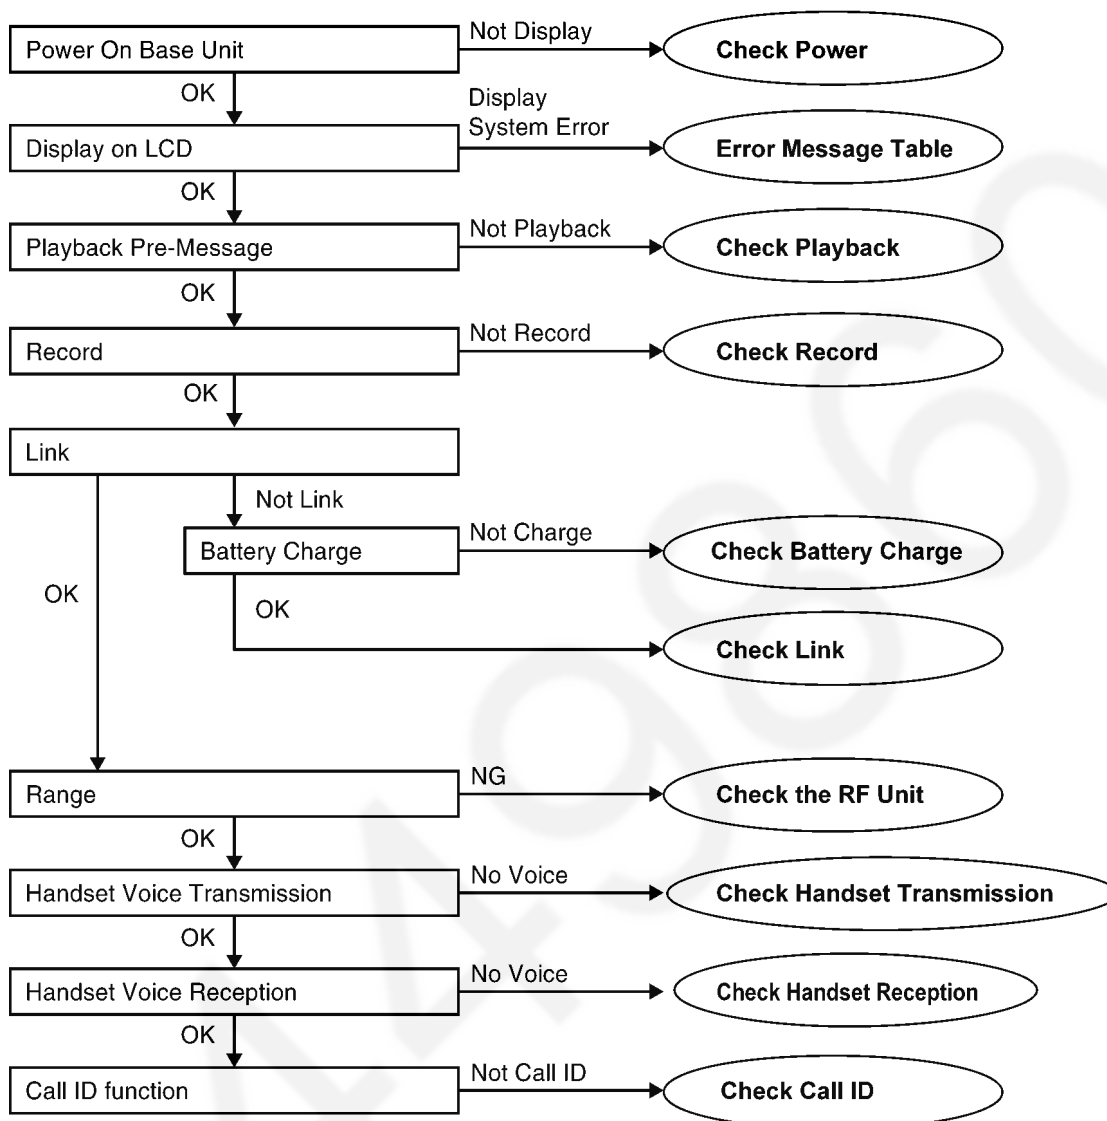 Power On Base Unit
Not Display
Check Power
OK
Display
System Error
Display on LCD
Error Message Table
OK
Playback Pre-Message
Not Playback
Check Playback
OK
Record
Not Record
Check Record
OK
Link
Not Link
Battery Charge
Not Charge
Check Battery Charge
OK
OK
Check Link
Range
NG
Check the RF Unit
OK
Handset Voice Transmission
No Voice
Check Handset Transmission
OK
Handset Voice Reception
No Voice
Check Handset Reception
OK
Call ID function
Not Call ID
Check Call ID